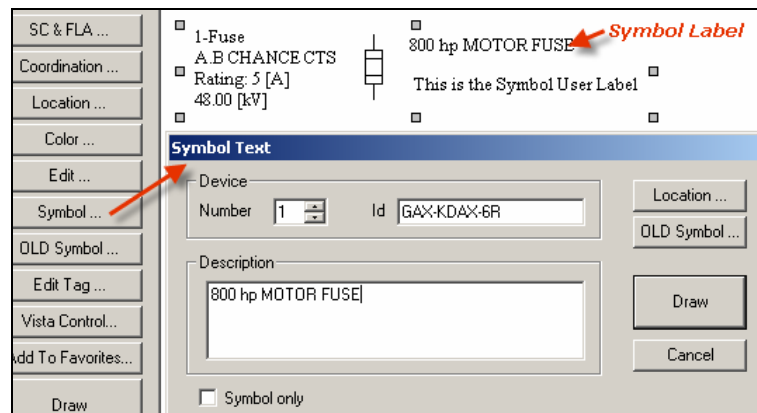 SC & FLA ...
Coordination ...
Location ...
Color ...
Edit ...
Symbol ...
OLD Symbol ...
Edit Tag ...
Vista Control...
Add To Favorites...
Draw
1-Fuse
A.B CHANCE CTS
Rating: 5 [A]
48.00 [kV]
800 hp MOTOR FUSE
Symbol Label
This is the Symbol User Label
Symbol Text
Device
Number 1 Id GAX-KDAX-6R
Description
800 hp MOTOR FUSE
Symbol only
Location ...
OLD Symbol ...
Draw
Cancel